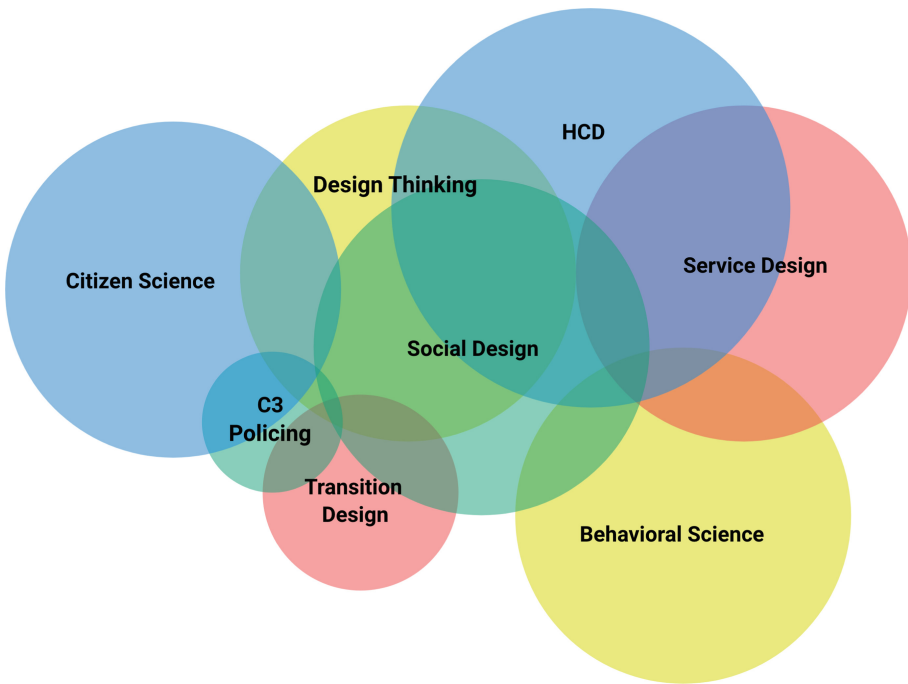 HCD
Design Thinking
Service Design
Citizen Science
Social Design
C3
Policing
Transition
Design
Behavioral Science